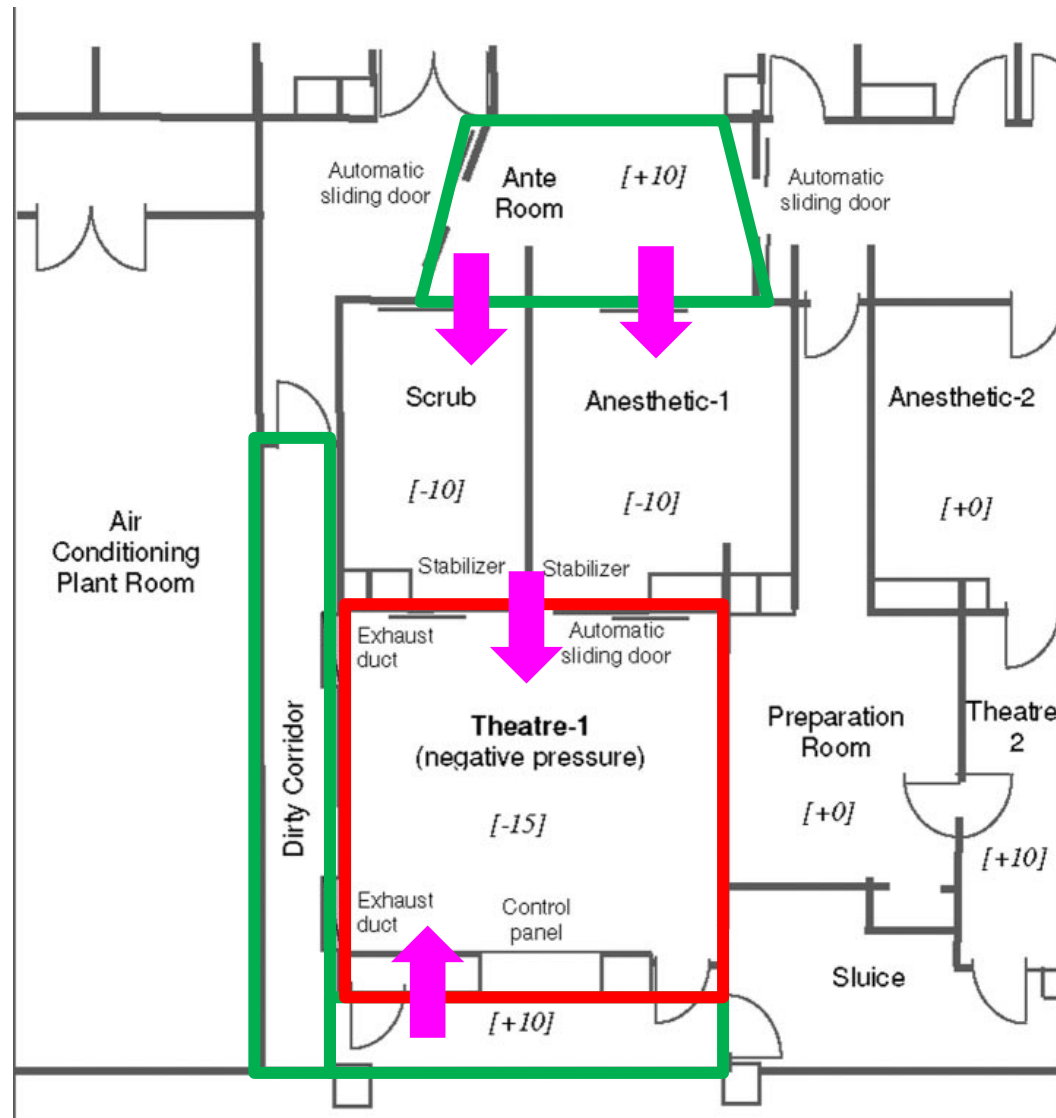 Automatic
sliding door
Ante
Room
[+10]
Automatic
sliding door
Scrub
Anesthetic-1
Anesthetic-2
[-10]
[-10]
[+0]
Air
Conditioning
Plant Room
Stabilizer
Stabilizer
Exhaust
duct
Automatic
sliding door
Dirty Corridor
Theatre-1
(negative pressure)
[-15]
Preparation
Room
[+0]
Theatre
2
[+10]
Exhaust
duct
Control
panel
Sluice
[+10]